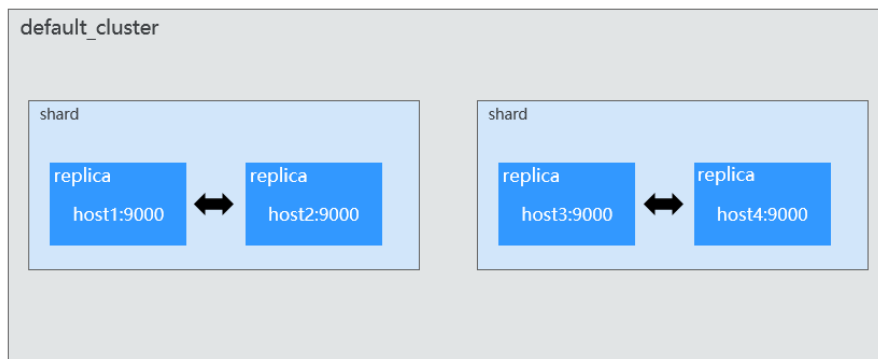 default_cluster
shard
replica
host1:9000
replica
host2:9000
shard
replica
host3:9000
replica
host4:9000